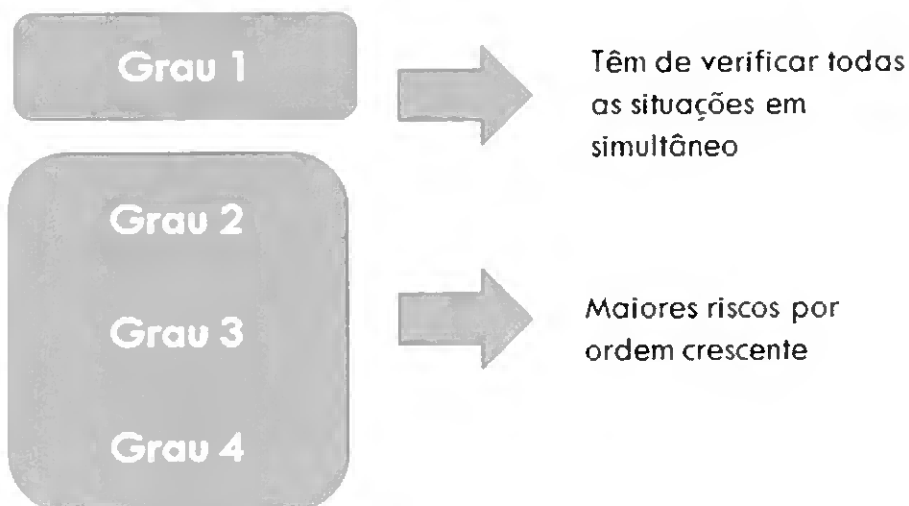 Grau 1
Têm de verificar todas
as situações em
simultâneo
Grau 2
Grau 3
Grau 4
Maiores riscos por
ordem crescente